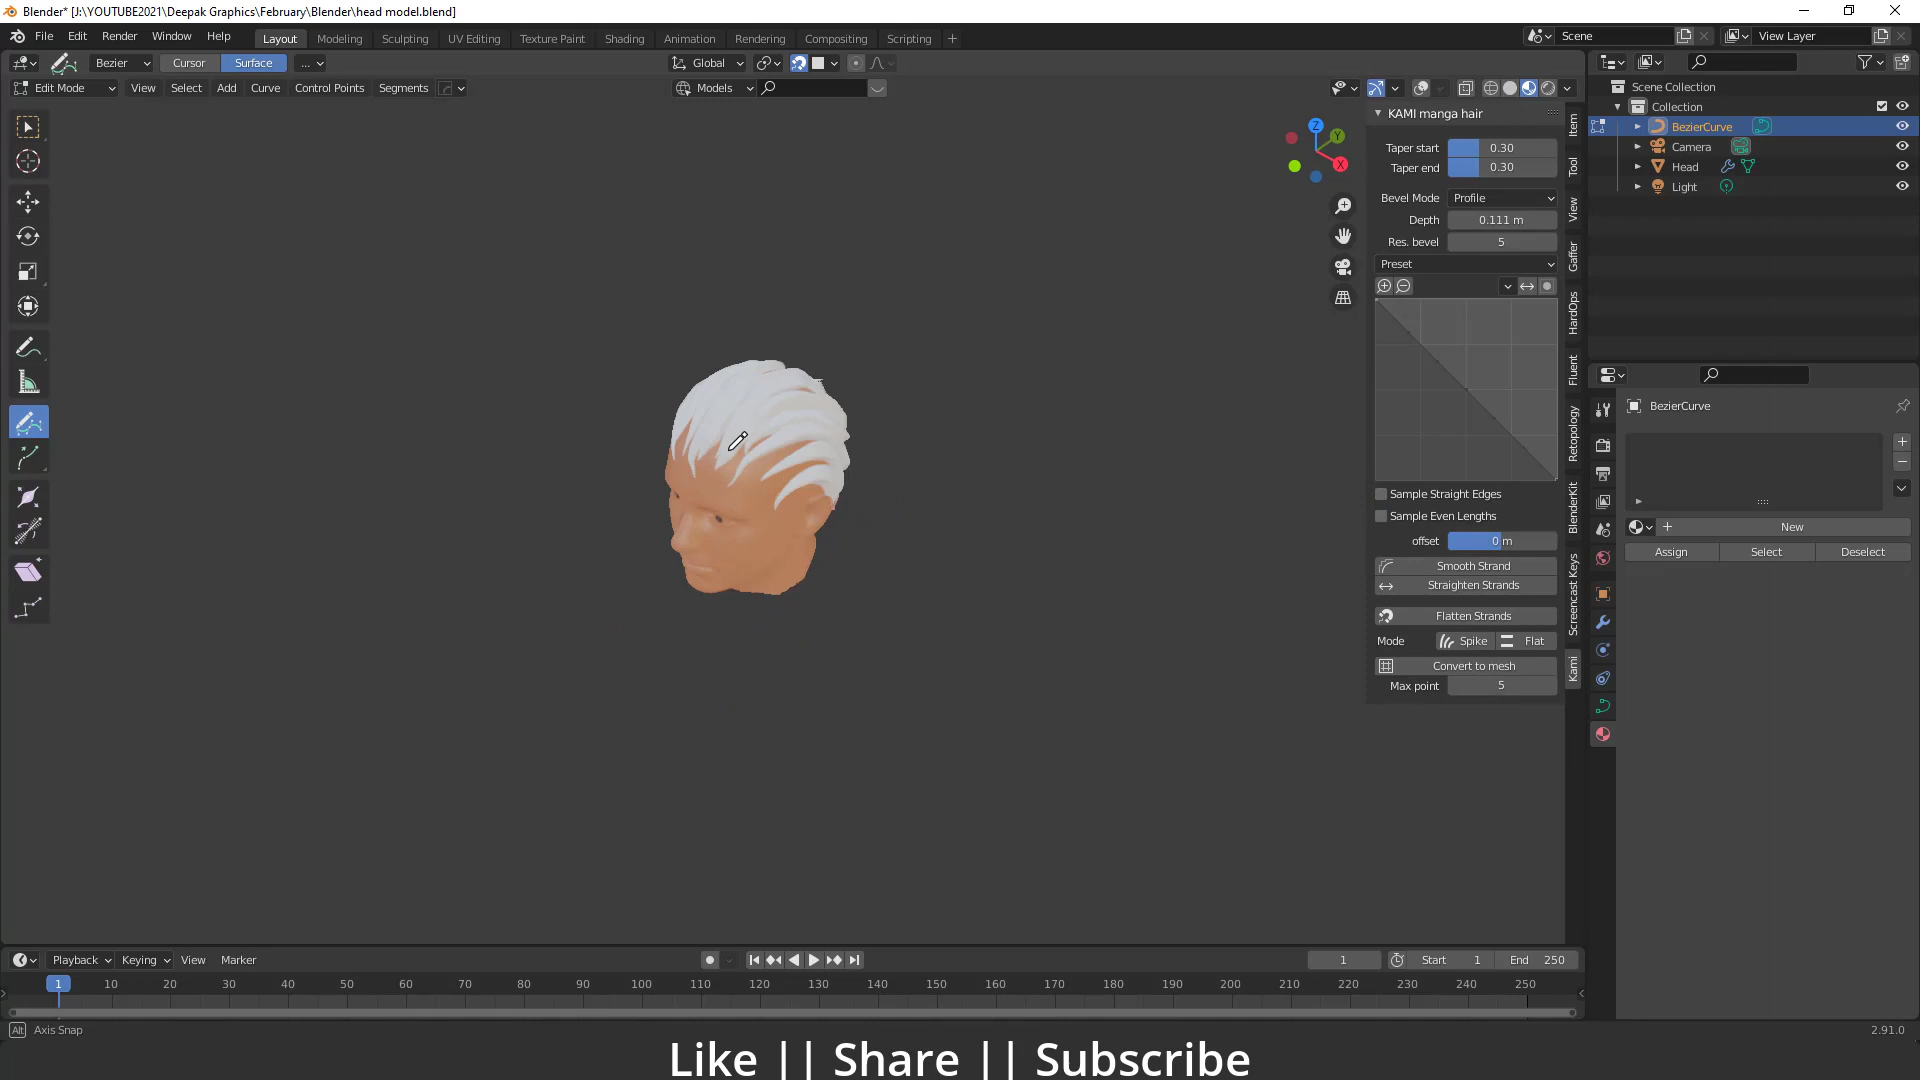 Blender* [J:\YOUTUBE2021\Deepak Graphics\February\Blender\head model.blend]
File Edit Render Window Help Layout Modeling Sculpting UV Editing Texture Paint Shading Animation Rendering Compositing Scripting Scene View Layer
Bezier Cursor Surface ... Global
Edit Mode View Select Add Curve Control Points Segments Models
Scene Collection
Collection
BezierCurve
Camera
Head
Light
KAMI manga hair
Taper start 0.30
Taper end 0.30
Bevel Mode Profile
Depth 0.111 m
Res. bevel 5
Preset
Sample Straight Edges
Sample Even Lengths
offset 0 m
Smooth Strand
Straighten Strands
Flatten Strands
Mode Spike Flat
Convert to mesh
Max point 5
Item
Tool
View
Gaffer
HardOps
Fluent
Retopology
BlenderKit
Screencast Keys
Kami
Z
Y
X
BezierCurve
New
Assign Select Deselect
Playback Keying View Marker 1 Start 1 End 250
1 10 20 30 40 50 60 70 80 90 100 110 120 130 140 150 160 170 180 190 200 210 220 230 240 250
Alt Axis Snap 2.91.0
Like || Share || Subscribe